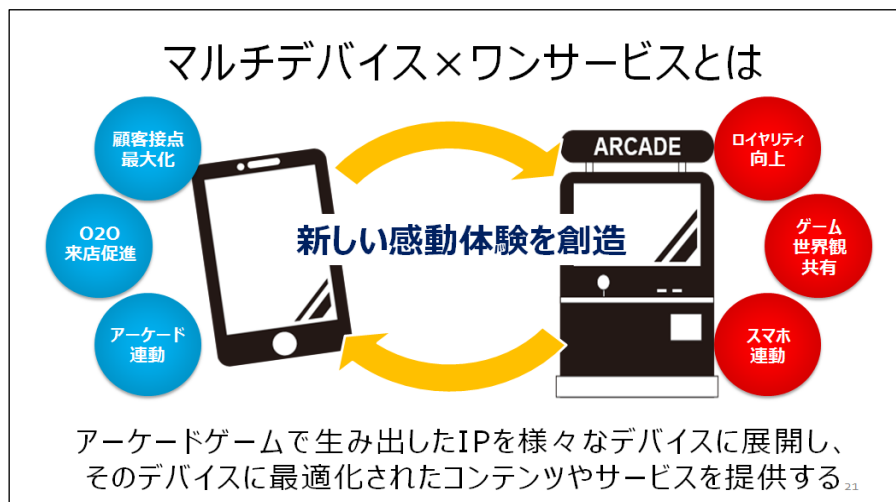 マルチデバイス×ワンサービスとは
顧客接点
最大化
O2O
来店促進
アーケード
連動
ARCADE
新しい感動体験を創造
ロイヤリティ
向上
ゲーム
世界観
共有
スマホ
連動
アーケードゲームで生み出したIPを様々なデバイスに展開し、
そのデバイスに最適化されたコンテンツやサービスを提供する
21